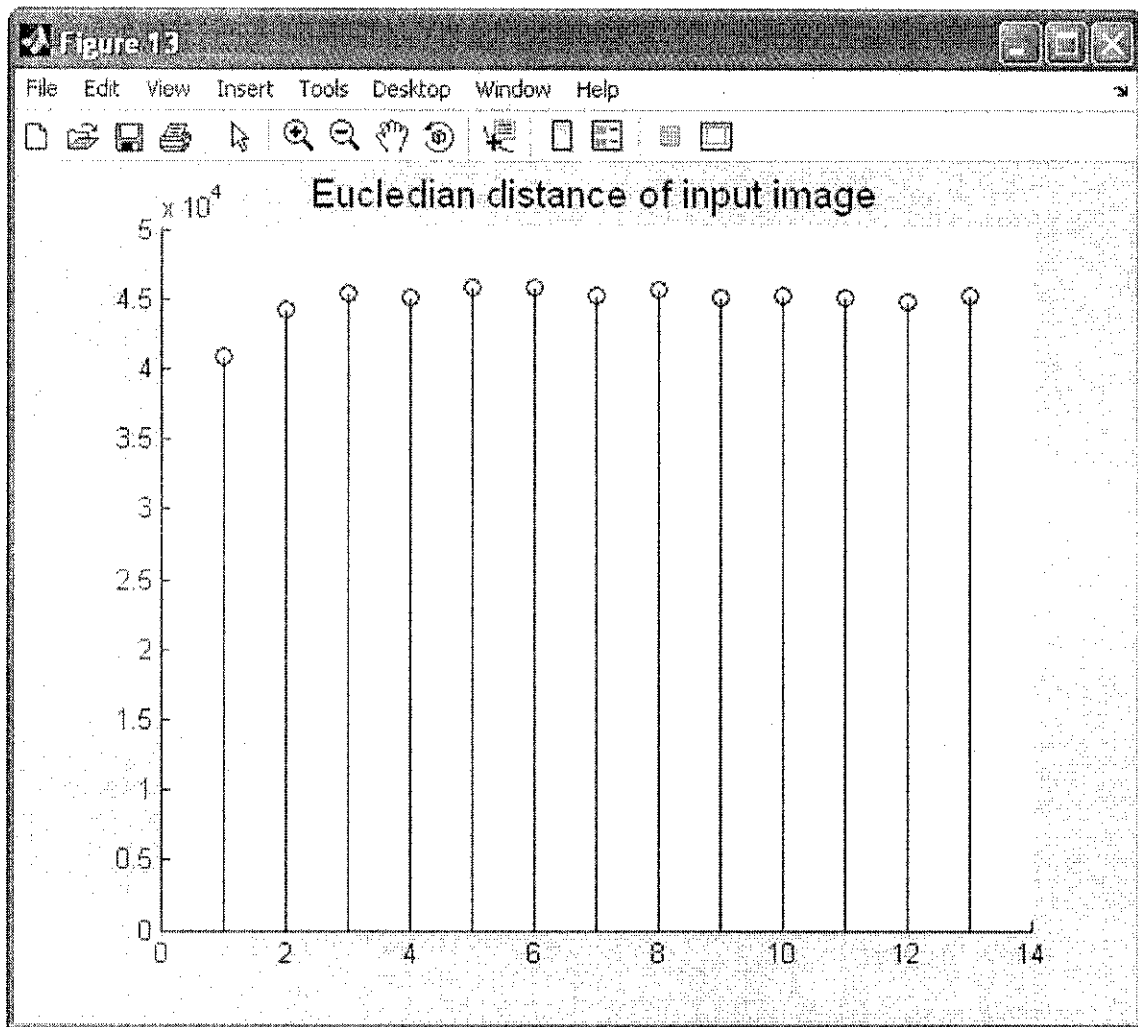 Figure 13
File Edit View Insert Tools Desktop Window Help
Eucledian distance of input image
x 10^4
5
4.5
4
3.5
3
2.5
2
1.5
1
0.5
0
0 2 4 6 8 10 12 14